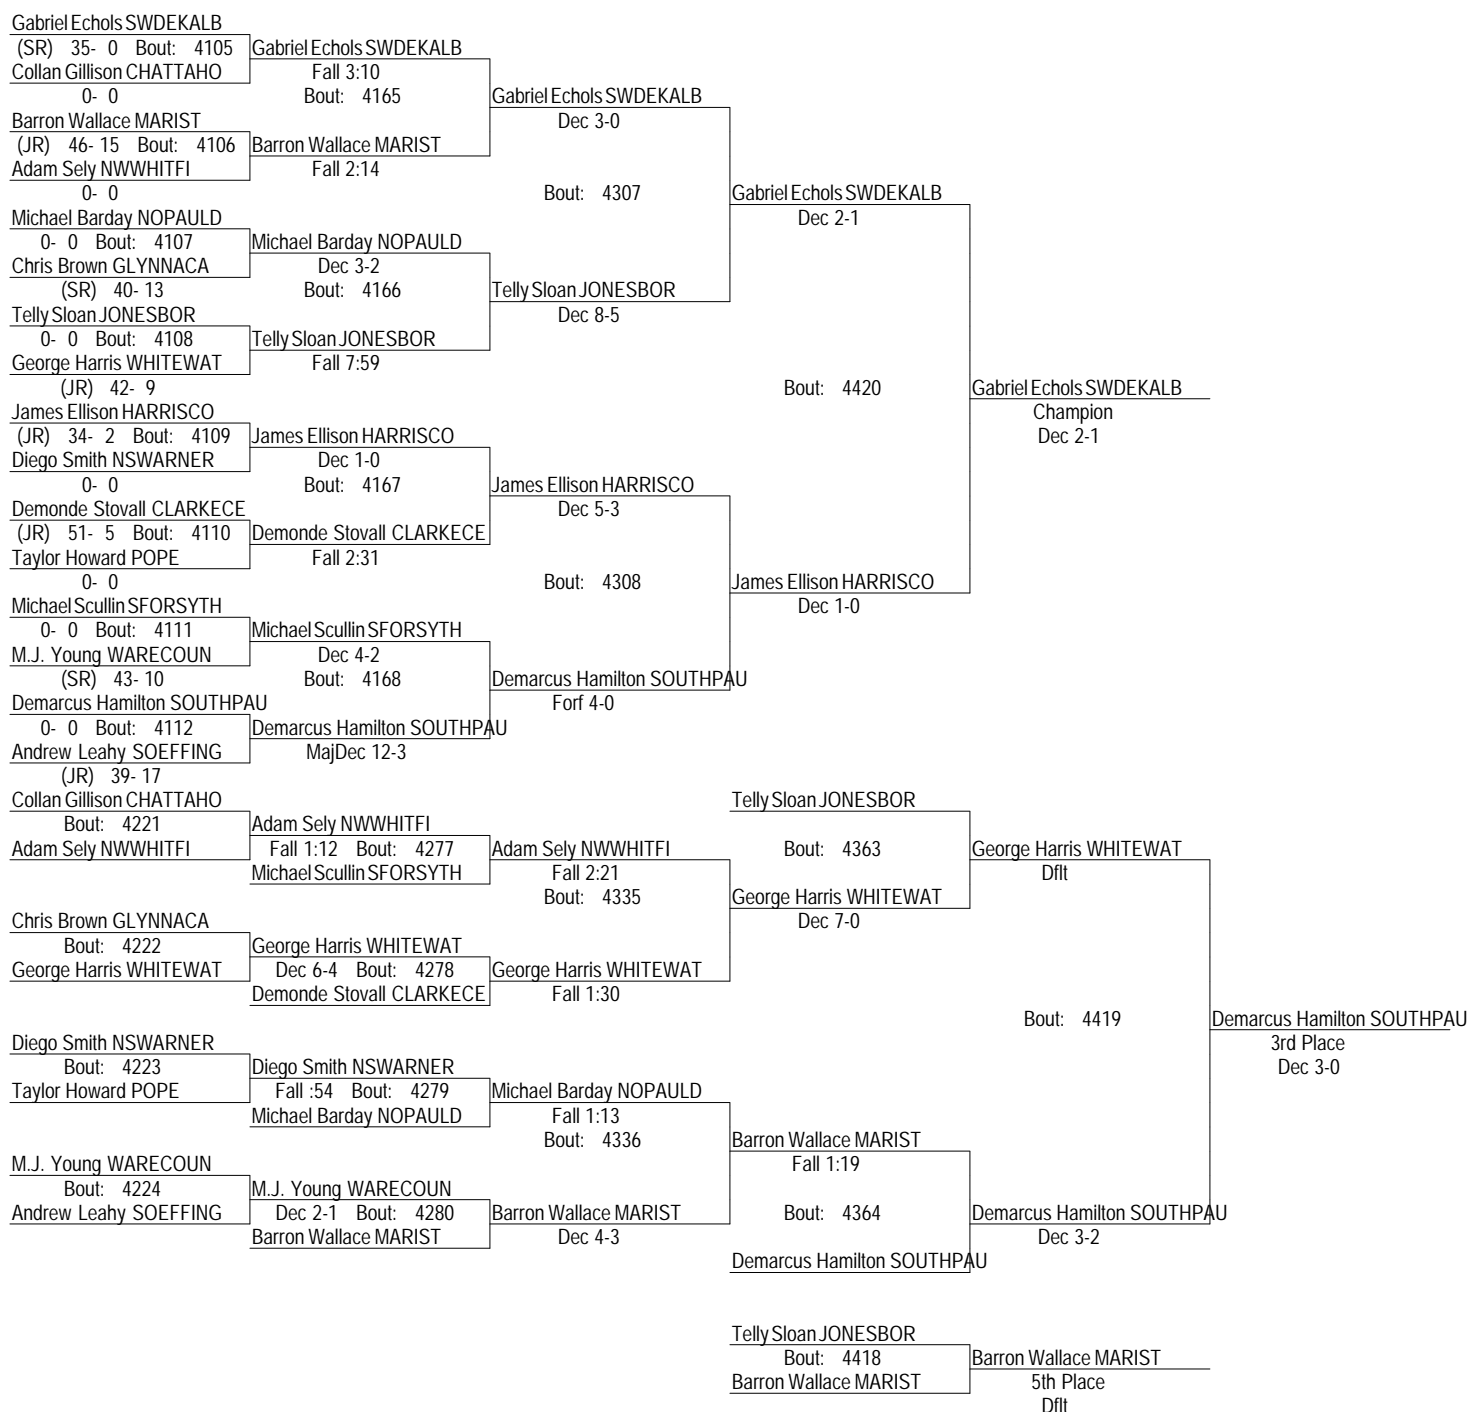 Gabriel Echols SWDEKALB
(SR) 35- 0 Bout: 4105 Gabriel Echols SWDEKALB
Collan Gillison CHATTAHO Fall 3:10
0- 0 Bout: 4165 Gabriel Echols SWDEKALB
Barron Wallace MARIST Dec 3-0
(JR) 46- 15 Bout: 4106 Barron Wallace MARIST
Adam Sely NWWHITFI Fall 2:14
0- 0 Bout: 4307 Gabriel Echols SWDEKALB
Michael Barday NOPAULD Dec 2-1
0- 0 Bout: 4107 Michael Barday NOPAULD
Chris Brown GLYNNACA Dec 3-2
(SR) 40- 13 Bout: 4166 Telly Sloan JONESBOR
Telly Sloan JONESBOR Dec 8-5
0- 0 Bout: 4108 Telly Sloan JONESBOR
George Harris WHITEWAT Fall 7:59
(JR) 42- 9 Bout: 4420 Gabriel Echols SWDEKALB
James Ellison HARRISCO Champion
(JR) 34- 2 Bout: 4109 James Ellison HARRISCO Dec 2-1
Diego Smith NSWARNER Dec 1-0
0- 0 Bout: 4167 James Ellison HARRISCO
Demonde Stovall CLARKECE Dec 5-3
(JR) 51- 5 Bout: 4110 Demonde Stovall CLARKECE
Taylor Howard POPE Fall 2:31
0- 0 Bout: 4308 James Ellison HARRISCO
Michael Scullin SFORSYTH Dec 1-0
0- 0 Bout: 4111 Michael Scullin SFORSYTH
M.J. Young WARECOUN Dec 4-2
(SR) 43- 10 Bout: 4168 Demarcus Hamilton SOUTHPAU
Demarcus Hamilton SOUTHPAU Forf 4-0
0- 0 Bout: 4112 Demarcus Hamilton SOUTHPAU
Andrew Leahy SOEFFING MajDec 12-3
(JR) 39- 17
Collan Gillison CHATTAHO Telly Sloan JONESBOR
Bout: 4221 Adam Sely NWWHITFI
Adam Sely NWWHITFI Fall 1:12 Bout: 4277 Adam Sely NWWHITFI Bout: 4363 George Harris WHITEWAT
Michael Scullin SFORSYTH Fall 2:21 Dflt
Bout: 4335 George Harris WHITEWAT
Chris Brown GLYNNACA Dec 7-0
Bout: 4222 George Harris WHITEWAT
George Harris WHITEWAT Dec 6-4 Bout: 4278 George Harris WHITEWAT
Demonde Stovall CLARKECE Fall 1:30
Bout: 4419 Demarcus Hamilton SOUTHPAU
Diego Smith NSWARNER 3rd Place
Bout: 4223 Diego Smith NSWARNER Dec 3-0
Taylor Howard POPE Fall :54 Bout: 4279 Michael Barday NOPAULD
Michael Barday NOPAULD Fall 1:13
Bout: 4336 Barron Wallace MARIST
M.J. Young WARECOUN Fall 1:19
Bout: 4224 M.J. Young WARECOUN
Andrew Leahy SOEFFING Dec 2-1 Bout: 4280 Barron Wallace MARIST Bout: 4364 Demarcus Hamilton SOUTHPAU
Barron Wallace MARIST Dec 4-3 Dec 3-2
Demarcus Hamilton SOUTHPAU
Telly Sloan JONESBOR
Bout: 4418 Barron Wallace MARIST
Barron Wallace MARIST 5th Place
Dflt